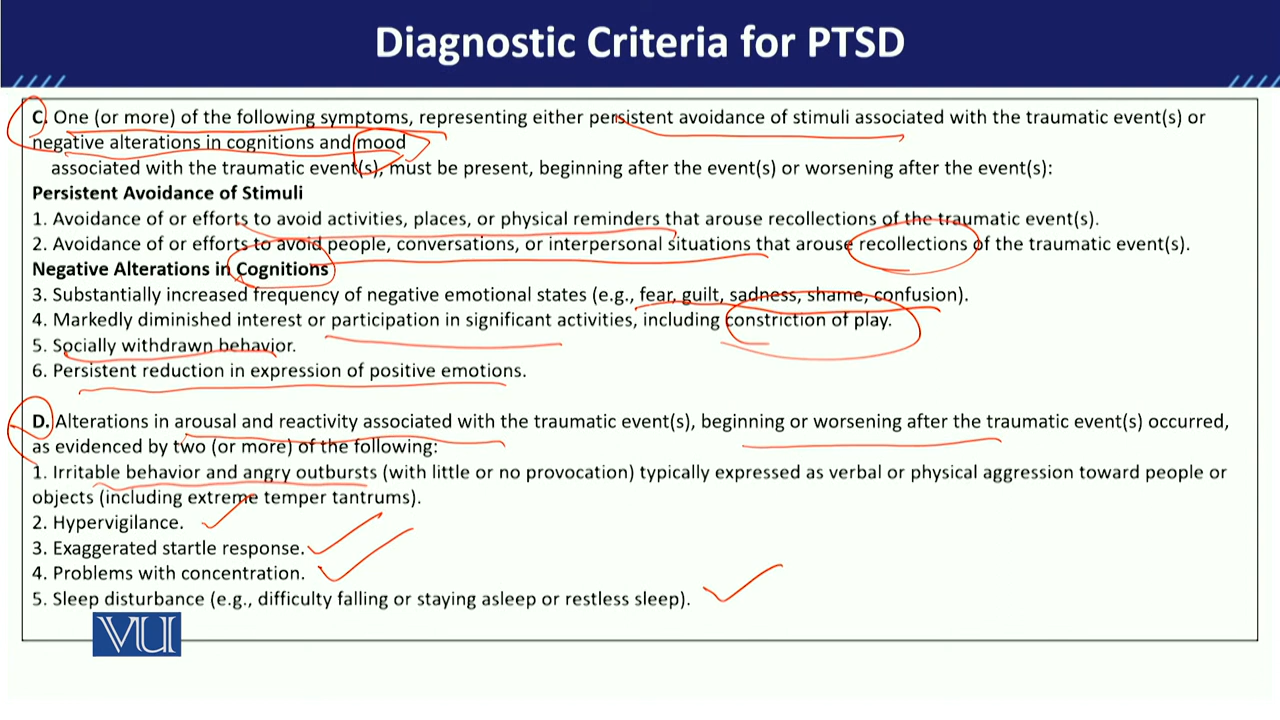 Diagnostic Criteria for PTSD
C. One (or more) of the following symptoms, representing either persistent avoidance of stimuli associated with the traumatic event(s) or
negative alterations in cognitions and mood
associated with the traumatic event(s), must be present, beginning after the event(s) or worsening after the event(s):
Persistent Avoidance of Stimuli
1. Avoidance of or efforts to avoid activities, places, or physical reminders that arouse recollections of the traumatic event(s).
2. Avoidance of or efforts to avoid people, conversations, or interpersonal situations that arouse recollections of the traumatic event(s).
Negative Alterations in Cognitions
3. Substantially increased frequency of negative emotional states (e.g., fear, guilt, sadness, shame, confusion).
4. Markedly diminished interest or participation in significant activities, including constriction of play.
5. Socially withdrawn behavior.
6. Persistent reduction in expression of positive emotions.
D. Alterations in arousal and reactivity associated with the traumatic event(s), beginning or worsening after the traumatic event(s) occurred,
as evidenced by two (or more) of the following:
1. Irritable behavior and angry outbursts (with little or no provocation) typically expressed as verbal or physical aggression toward people or
objects (including extreme temper tantrums).
2. Hypervigilance.
3. Exaggerated startle response.
4. Problems with concentration.
5. Sleep disturbance (e.g., difficulty falling or staying asleep or restless sleep).
VU